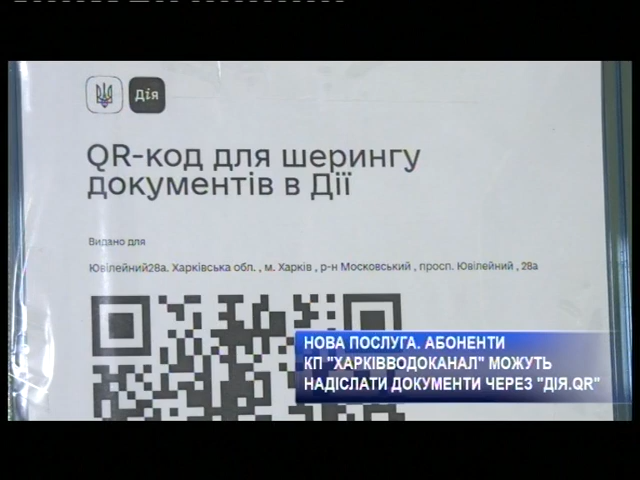 Дія
QR-код для шерингу
документів в Дії
Видано для
Ювілейний28а. Харківська обл. , м. Харків , р-н Московський , просп. Ювілейний , 28а
НОВА ПОСЛУГА. АБОНЕНТИ
КП "ХАРКІВВОДОКАНАЛ" МОЖУТЬ
НАДІСЛАТИ ДОКУМЕНТИ ЧЕРЕЗ "ДІЯ.QR"